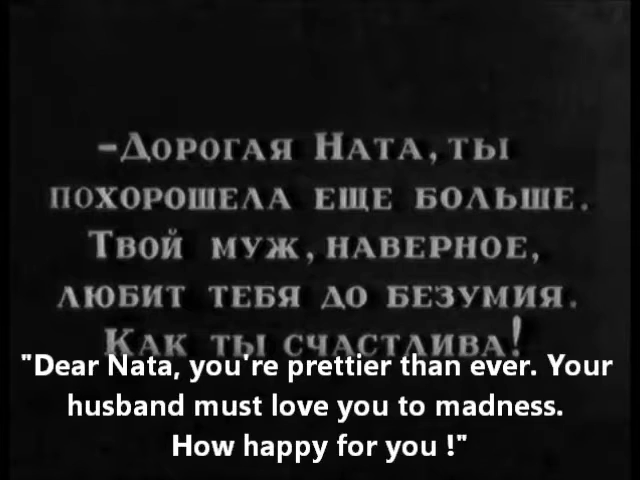 -Дорогая Ната, ты
похорошела еще больше.
Твой муж, наверное,
любит тебя до безумия.
Как ты счастлива!
"Dear Nata, you're prettier than ever. Your
husband must love you to madness.
How happy for you !"